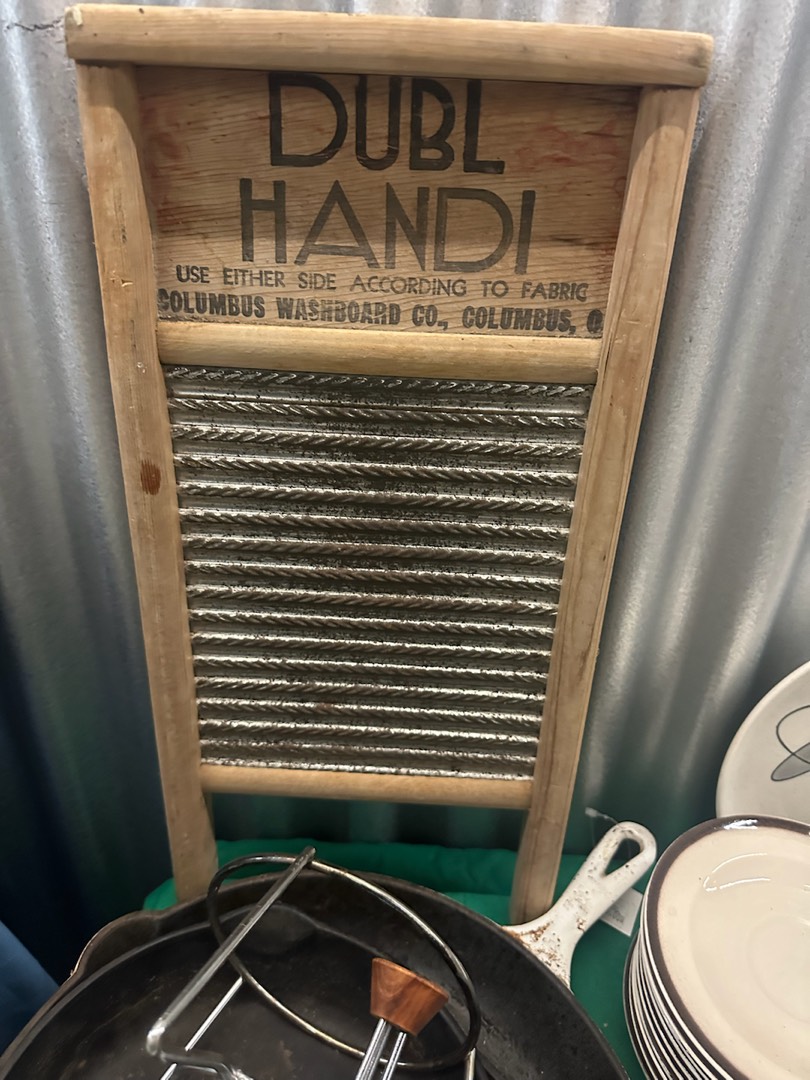 DUBL
HANDI
USE EITHER SIDE ACCORDING TO FABRIC
COLUMBUS WASHBOARD CO., COLUMBUS, O